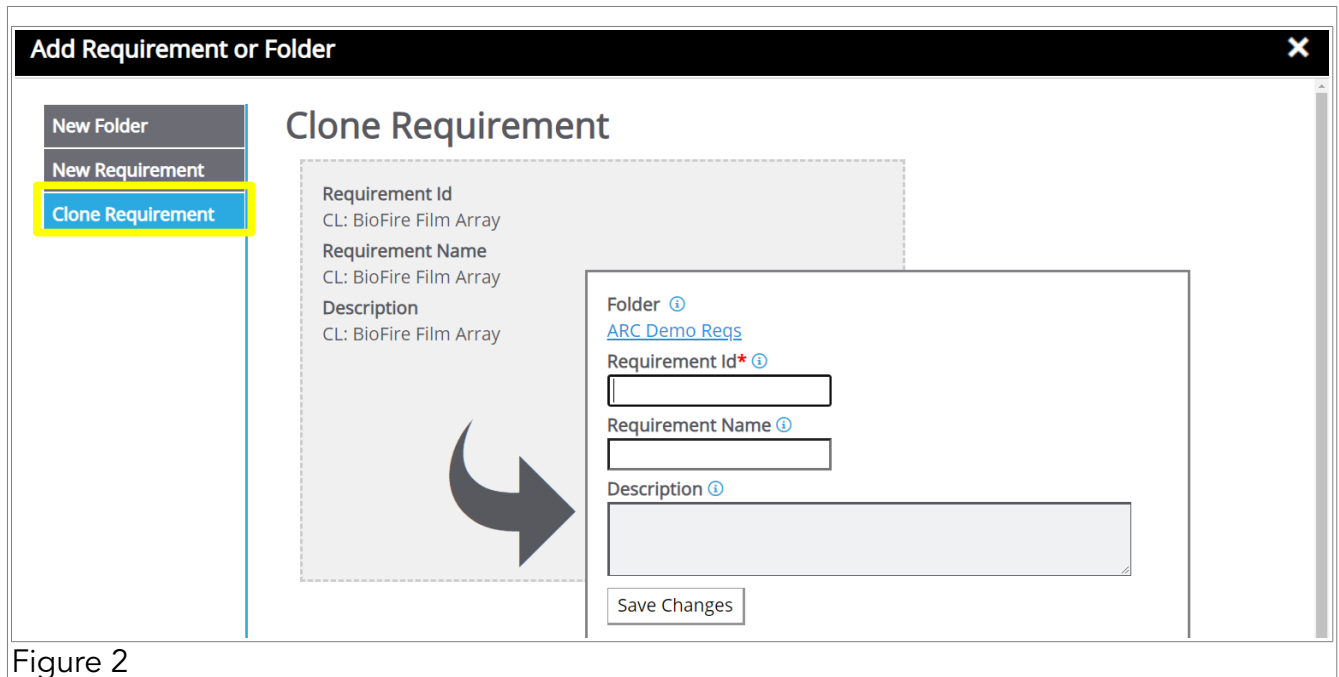 Add Requirement or Folder
New Folder
New Requirement
Clone Requirement
Clone Requirement
Requirement Id
CL: BioFire Film Array
Requirement Name
CL: BioFire Film Array
Description
CL: BioFire Film Array
Folder
ARC Demo Reqs
Requirement Id*
Requirement Name
Description
Save Changes
Figure 2